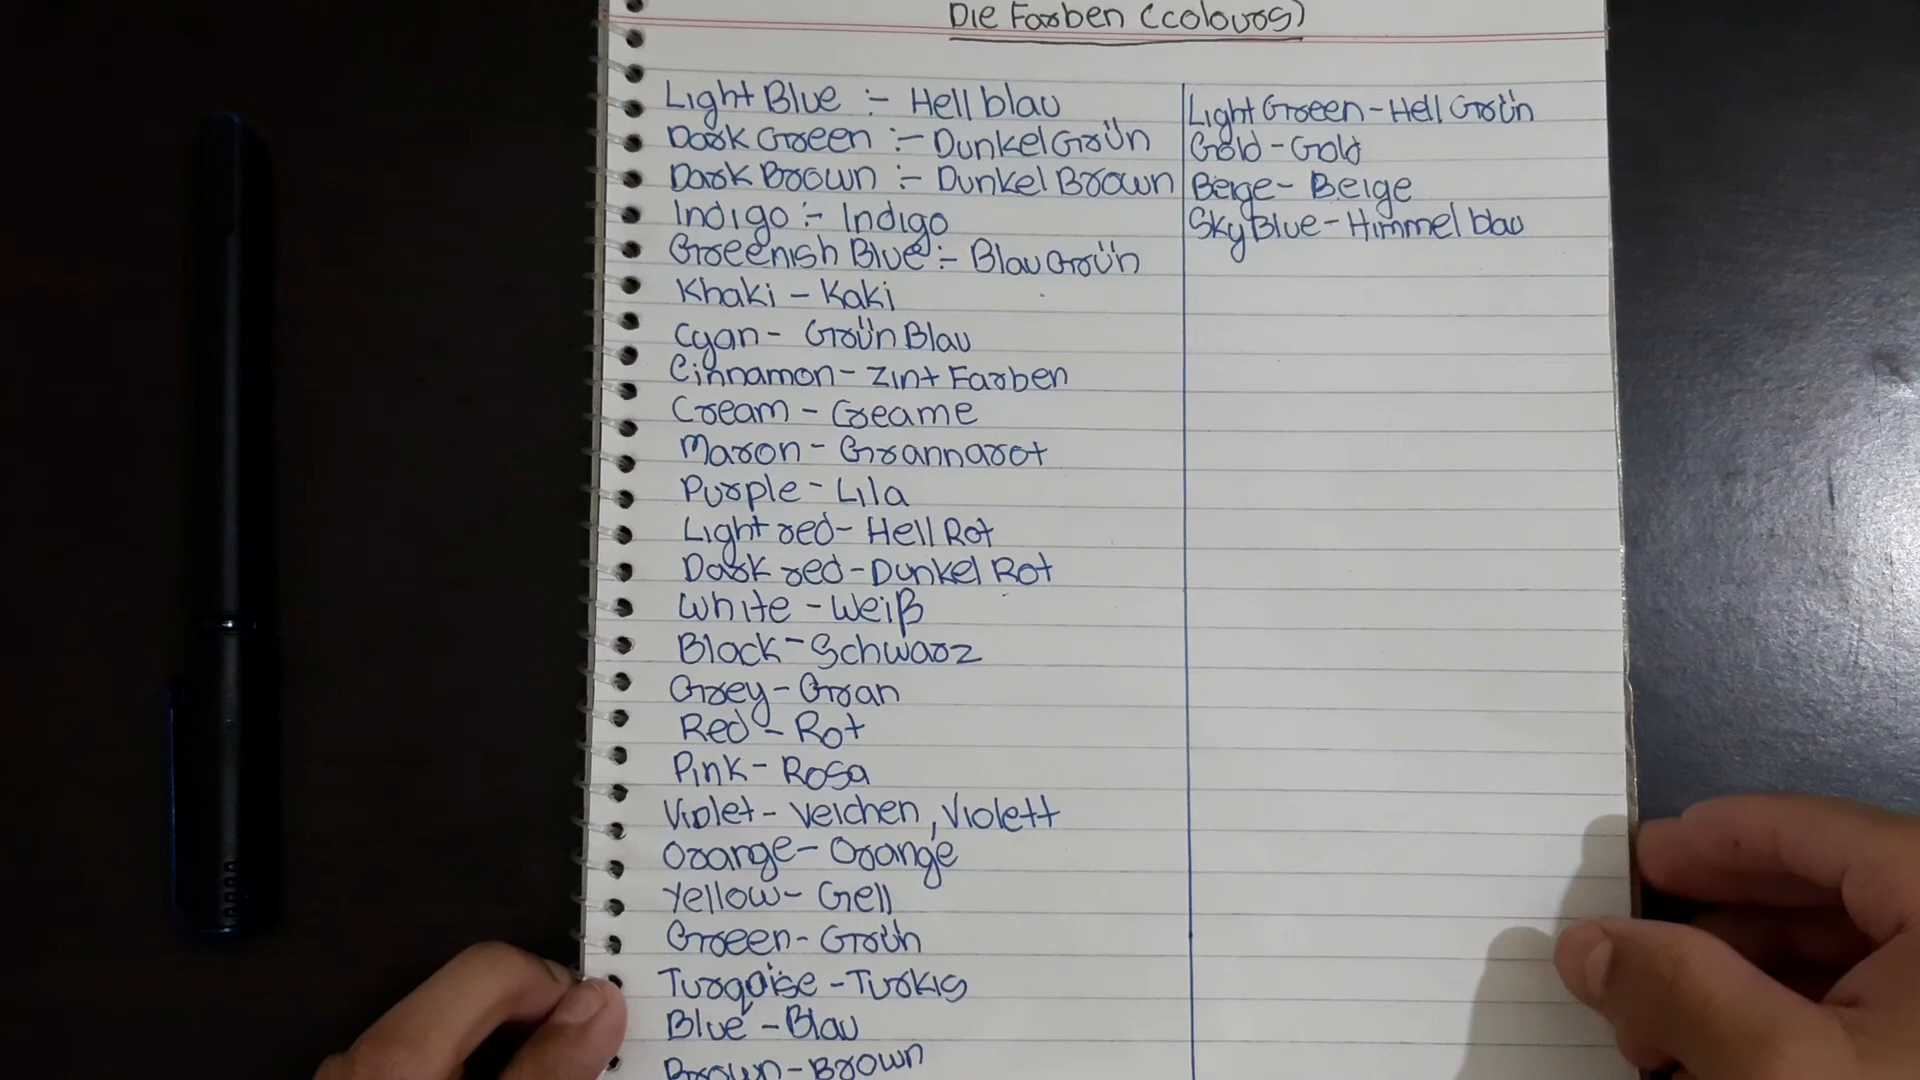 Die Farben (colours)
Light Blue :- Hell blau
Dark Green :- Dunkel Grün
Dark Brown :- Dunkel Brown
Indigo :- Indigo
Greenish Blue :- Blau Grün
Khaki - Kaki
Cyan - Grün Blau
Cinnamon - Zint Farben
Cream - Creame
Maron - Grannarot
Purple - Lila
Light red - Hell Rot
Dark red - Dunkel Rot
White - Weiß
Black - Schwarz
Grey - Gran
Red - Rot
Pink - Rosa
Violet - Veichen, Violett
Orange - Orange
Yellow - Gell
Green - Grün
Turqoise - Turkis
Blue - Blau
Brown - Brown
Light Green - Hell Grün
Gold - Gold
Beige - Beige
Sky Blue - Himmel blau